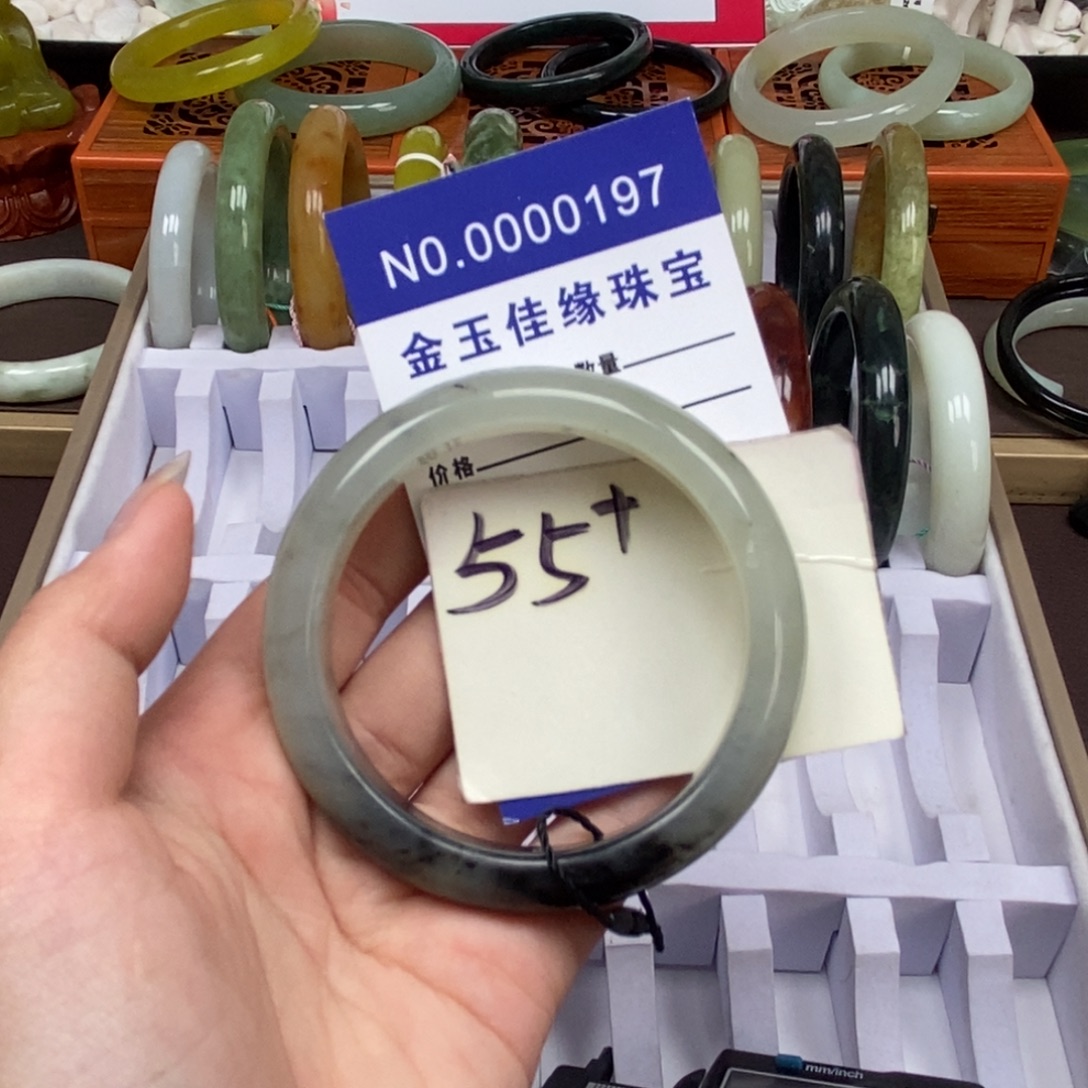 N0.0000197
金玉佳缘珠宝
数量
价格
55+
mm/inch